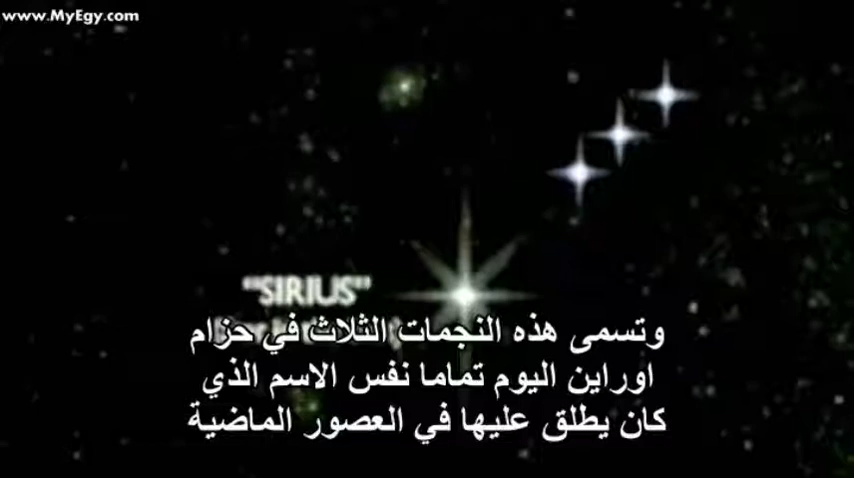 www.MyEgy.com
"SIRIUS"
وتسمى هذه النجمات الثلاث في حزام
اوراين اليوم تماما نفس الاسم الذي
كان يطلق عليها في العصور الماضية